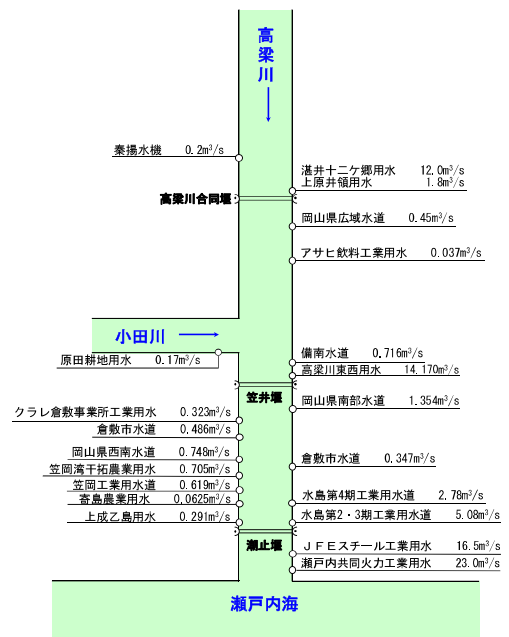 高梁川
秦揚水機 0.2m³/s
湛井十二ケ郷用水 12.0m³/s
上原井領用水 1.8m³/s
高梁川合同堰
岡山県広域水道 0.45m³/s
アサヒ飲料工業用水 0.037m³/s
小田川
原田耕地用水 0.17m³/s
備南水道 0.716m³/s
高梁川東西用水 14.170m³/s
笠井堰
岡山県南部水道 1.354m³/s
クラレ倉敷事業所工業用水 0.323m³/s
倉敷市水道 0.486m³/s
岡山県西南水道 0.748m³/s
倉敷市水道 0.347m³/s
笠岡湾干拓農業用水 0.705m³/s
笠岡工業用水道 0.619m³/s
寄島農業用水 0.0625m³/s
水島第4期工業用水道 2.78m³/s
上成乙島用水 0.291m³/s
水島第2・3期工業用水道 5.08m³/s
潮止堰
JFEスチール工業用水 16.5m³/s
瀬戸内共同火力工業用水 23.0m³/s
瀬戸内海